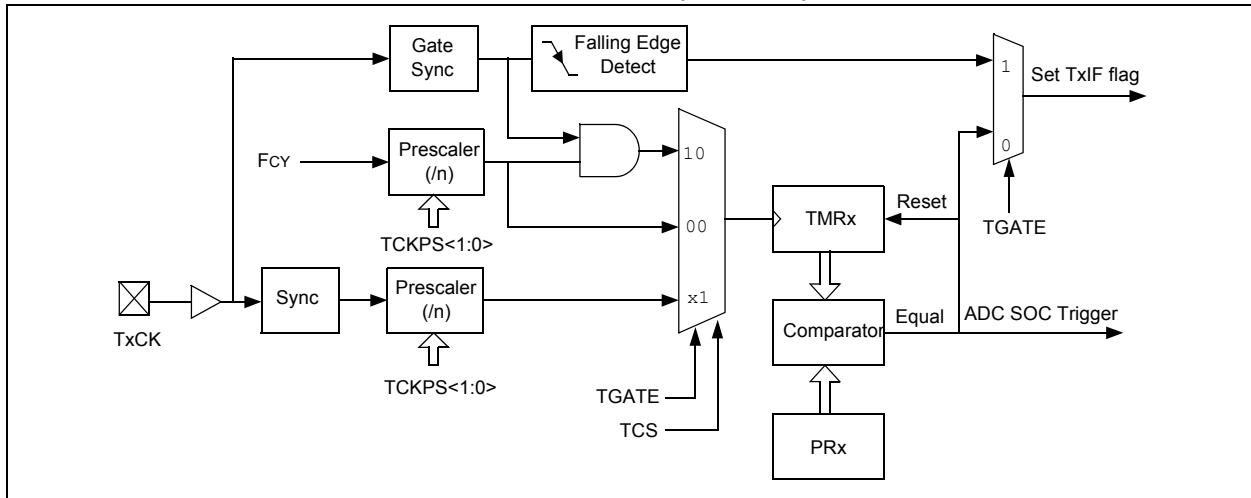 Gate
Sync
Falling Edge
Detect
1
Set TxIF flag
0
FCY
Prescaler
(/n)
10
TCKPS<1:0>
00
TMRx
Reset
TGATE
TxCK
Sync
Prescaler
(/n)
x1
Comparator
Equal
ADC SOC Trigger
TCKPS<1:0>
TGATE
TCS
PRx